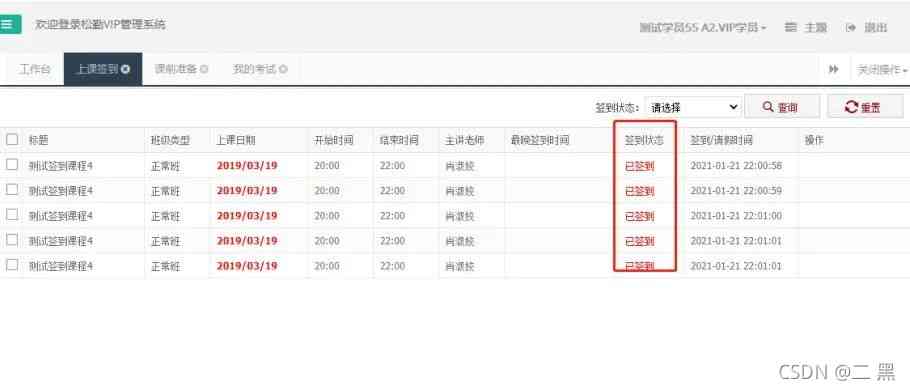 欢迎登录松勤VIP管理系统 测试学员55 A2.VIP学员 主题 退出
工作台 上课签到 课前准备 我的考试 关闭操作
签到状态： 请选择 查询 重置
标题 班级类型 上课日期 开始时间 结束时间 主讲老师 最晚签到时间 签到状态 签到/请假时间 操作
测试签到课程4 正常班 2019/03/19 20:00 22:00 肖 已签到 2021-01-21 22:00:58
测试签到课程4 正常班 2019/03/19 20:00 22:00 肖 已签到 2021-01-21 22:00:59
测试签到课程4 正常班 2019/03/19 20:00 22:00 肖 已签到 2021-01-21 22:01:00
测试签到课程4 正常班 2019/03/19 20:00 22:00 肖 已签到 2021-01-21 22:01:01
测试签到课程4 正常班 2019/03/19 20:00 22:00 肖 已签到 2021-01-21 22:01:01
CSDN @二 黑